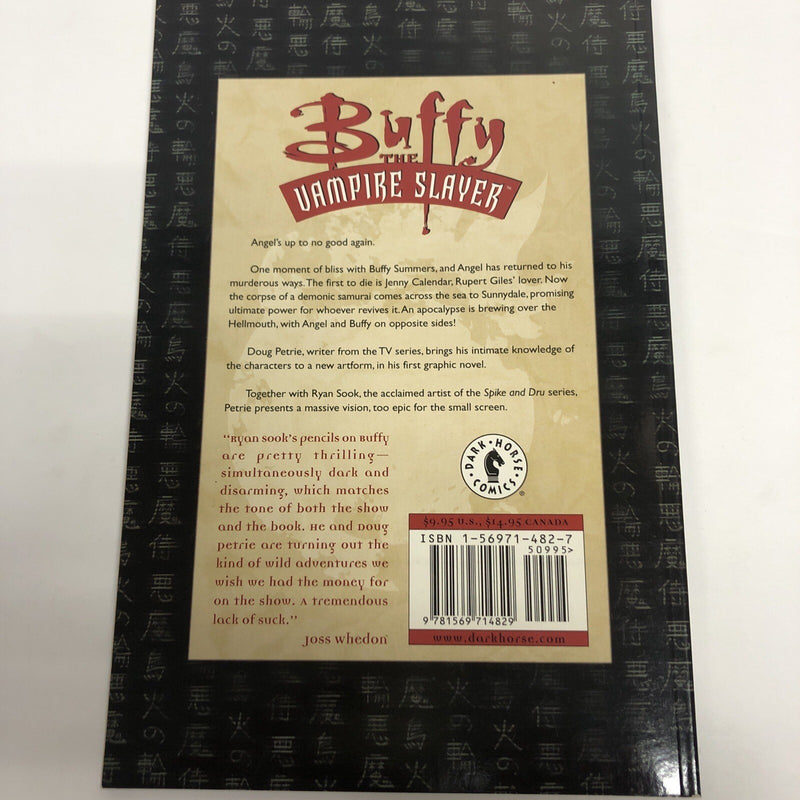 Buffy
THE
VAMPIRE SLAYER™
Angel's up to no good again.
One moment of bliss with Buffy Summers, and Angel has returned to his
murderous ways. The first to die is Jenny Calendar, Rupert Giles' lover. Now
the corpse of a demonic samurai comes across the sea to Sunnydale, promising
ultimate power for whoever revives it. An apocalypse is brewing over the
Hellmouth, with Angel and Buffy on opposite sides!
Doug Petrie, writer from the TV series, brings his intimate knowledge of
the characters to a new artform, in his first graphic novel.
Together with Ryan Sook, the acclaimed artist of the Spike and Dru series,
Petrie presents a massive vision, too epic for the small screen.
"Ryan Sook's pencils on Buffy
are pretty thrilling—
simultaneously dark and
disarming, which matches
the tone of both the show
and the book. He and Doug
Petrie are turning out the
kind of wild adventures we
wish we had the money for
on the show. A tremendous
lack of suck."
Joss Whedon
DARK HORSE COMICS®
$9.95 U.S., $14.95 CANADA
ISBN 1-56971-482-7
50995>
9 781569 714829
www.darkhorse.com
悪魔侍
鳥
火の輪